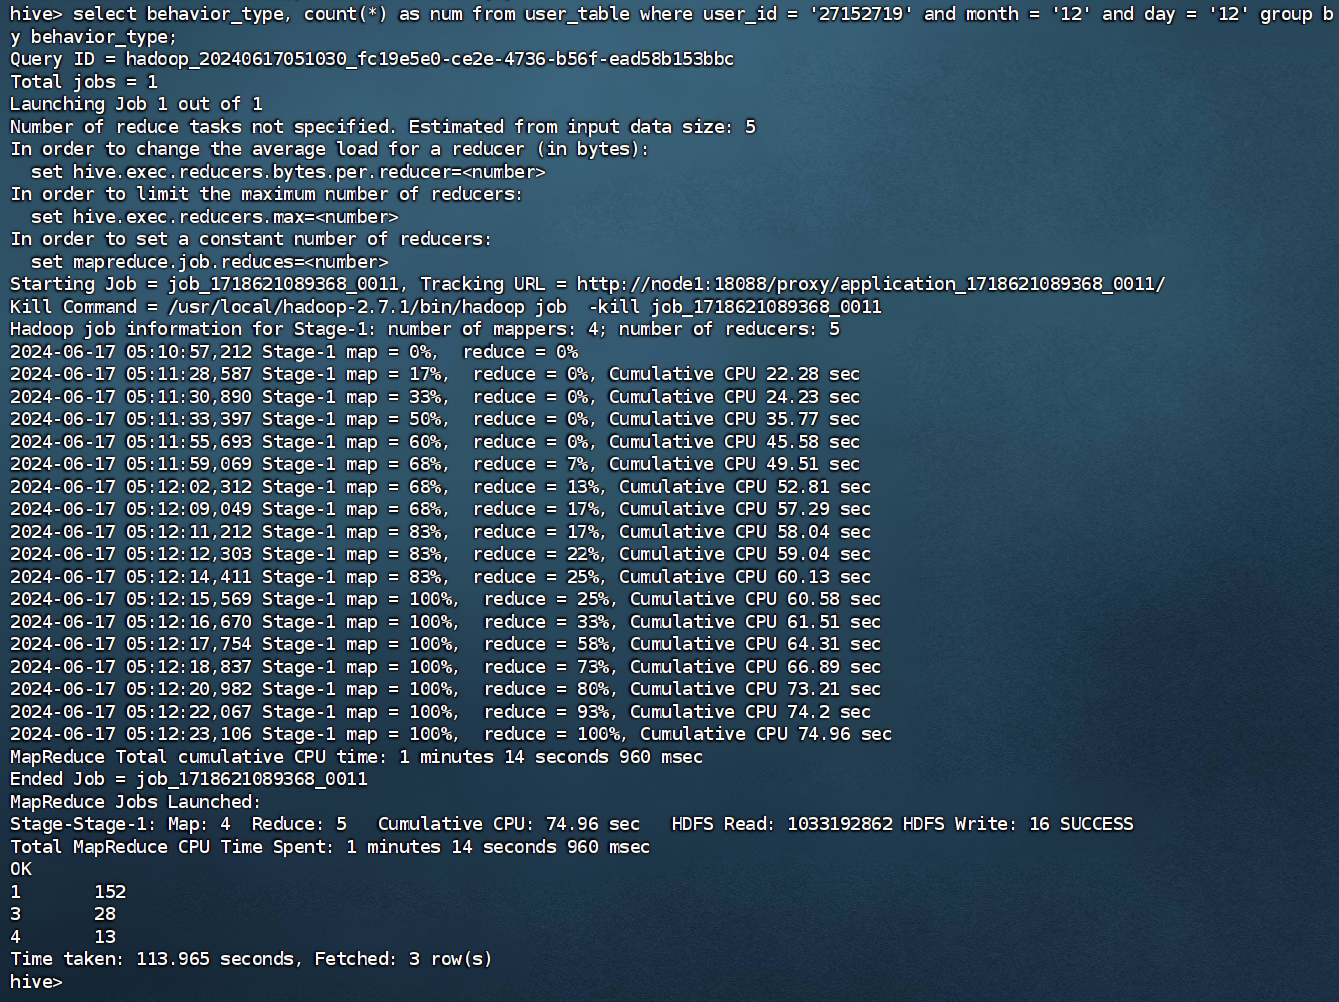 hive> select behavior_type, count(*) as num from user_table where user_id = '27152719' and month = '12' and day = '12' group b
y behavior_type;
Query ID = hadoop_20240617051030_fc19e5e0-ce2e-4736-b56f-ead58b153bbc
Total jobs = 1
Launching Job 1 out of 1
Number of reduce tasks not specified. Estimated from input data size: 5
In order to change the average load for a reducer (in bytes):
  set hive.exec.reducers.bytes.per.reducer=<number>
In order to limit the maximum number of reducers:
  set hive.exec.reducers.max=<number>
In order to set a constant number of reducers:
  set mapreduce.job.reduces=<number>
Starting Job = job_1718621089368_0011, Tracking URL = http://node1:18088/proxy/application_1718621089368_0011/
Kill Command = /usr/local/hadoop-2.7.1/bin/hadoop job  -kill job_1718621089368_0011
Hadoop job information for Stage-1: number of mappers: 4; number of reducers: 5
2024-06-17 05:10:57,212 Stage-1 map = 0%,  reduce = 0%
2024-06-17 05:11:28,587 Stage-1 map = 17%,  reduce = 0%, Cumulative CPU 22.28 sec
2024-06-17 05:11:30,890 Stage-1 map = 33%,  reduce = 0%, Cumulative CPU 24.23 sec
2024-06-17 05:11:33,397 Stage-1 map = 50%,  reduce = 0%, Cumulative CPU 35.77 sec
2024-06-17 05:11:55,693 Stage-1 map = 60%,  reduce = 0%, Cumulative CPU 45.58 sec
2024-06-17 05:11:59,069 Stage-1 map = 68%,  reduce = 7%, Cumulative CPU 49.51 sec
2024-06-17 05:12:02,312 Stage-1 map = 68%,  reduce = 13%, Cumulative CPU 52.81 sec
2024-06-17 05:12:09,049 Stage-1 map = 68%,  reduce = 17%, Cumulative CPU 57.29 sec
2024-06-17 05:12:11,212 Stage-1 map = 83%,  reduce = 17%, Cumulative CPU 58.04 sec
2024-06-17 05:12:12,303 Stage-1 map = 83%,  reduce = 22%, Cumulative CPU 59.04 sec
2024-06-17 05:12:14,411 Stage-1 map = 83%,  reduce = 25%, Cumulative CPU 60.13 sec
2024-06-17 05:12:15,569 Stage-1 map = 100%,  reduce = 25%, Cumulative CPU 60.58 sec
2024-06-17 05:12:16,670 Stage-1 map = 100%,  reduce = 33%, Cumulative CPU 61.51 sec
2024-06-17 05:12:17,754 Stage-1 map = 100%,  reduce = 58%, Cumulative CPU 64.31 sec
2024-06-17 05:12:18,837 Stage-1 map = 100%,  reduce = 73%, Cumulative CPU 66.89 sec
2024-06-17 05:12:20,982 Stage-1 map = 100%,  reduce = 80%, Cumulative CPU 73.21 sec
2024-06-17 05:12:22,067 Stage-1 map = 100%,  reduce = 93%, Cumulative CPU 74.2 sec
2024-06-17 05:12:23,106 Stage-1 map = 100%,  reduce = 100%, Cumulative CPU 74.96 sec
MapReduce Total cumulative CPU time: 1 minutes 14 seconds 960 msec
Ended Job = job_1718621089368_0011
MapReduce Jobs Launched:
Stage-Stage-1: Map: 4  Reduce: 5   Cumulative CPU: 74.96 sec   HDFS Read: 1033192862 HDFS Write: 16 SUCCESS
Total MapReduce CPU Time Spent: 1 minutes 14 seconds 960 msec
OK
1	152
3	28
4	13
Time taken: 113.965 seconds, Fetched: 3 row(s)
hive>